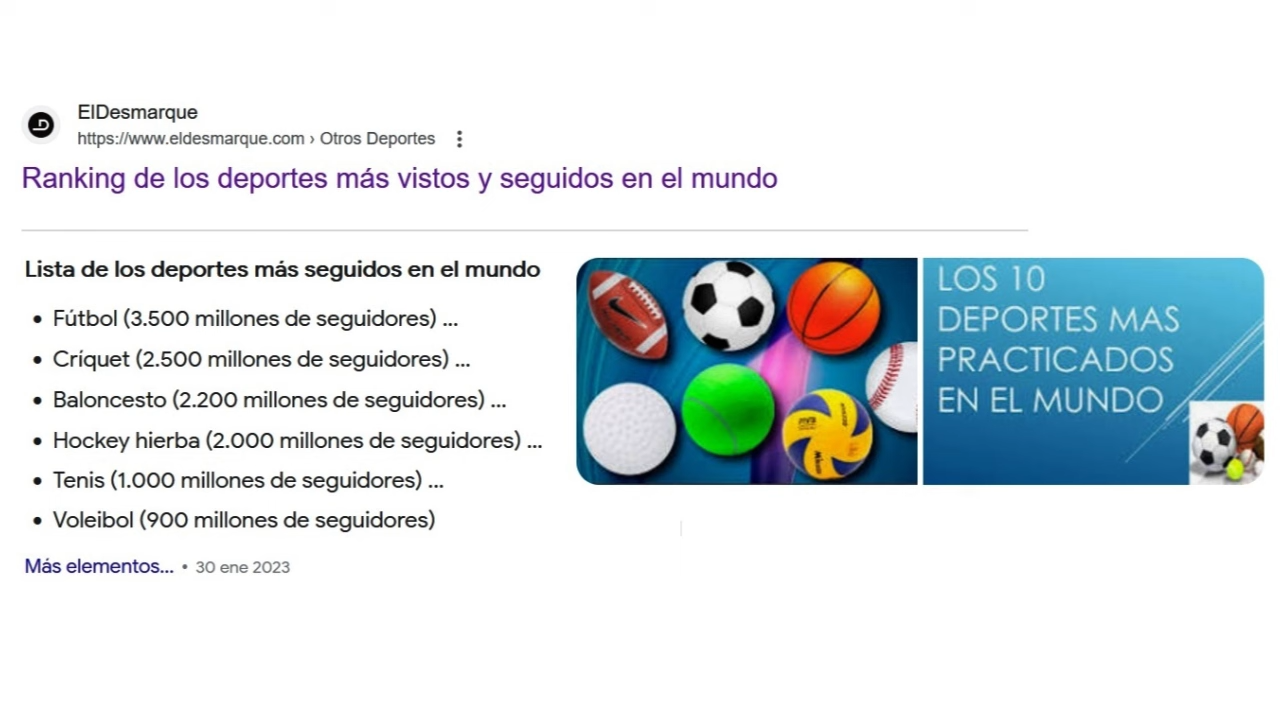 ElDesmarque
https://www.eldesmarque.com › Otros Deportes
Ranking de los deportes más vistos y seguidos en el mundo
Lista de los deportes más seguidos en el mundo
• Fútbol (3.500 millones de seguidores) ...
• Críquet (2.500 millones de seguidores) ...
• Baloncesto (2.200 millones de seguidores) ...
• Hockey hierba (2.000 millones de seguidores) ...
• Tenis (1.000 millones de seguidores) ...
• Voleibol (900 millones de seguidores)
Más elementos... • 30 ene 2023
LOS 10
DEPORTES MAS
PRACTICADOS
EN EL MUNDO